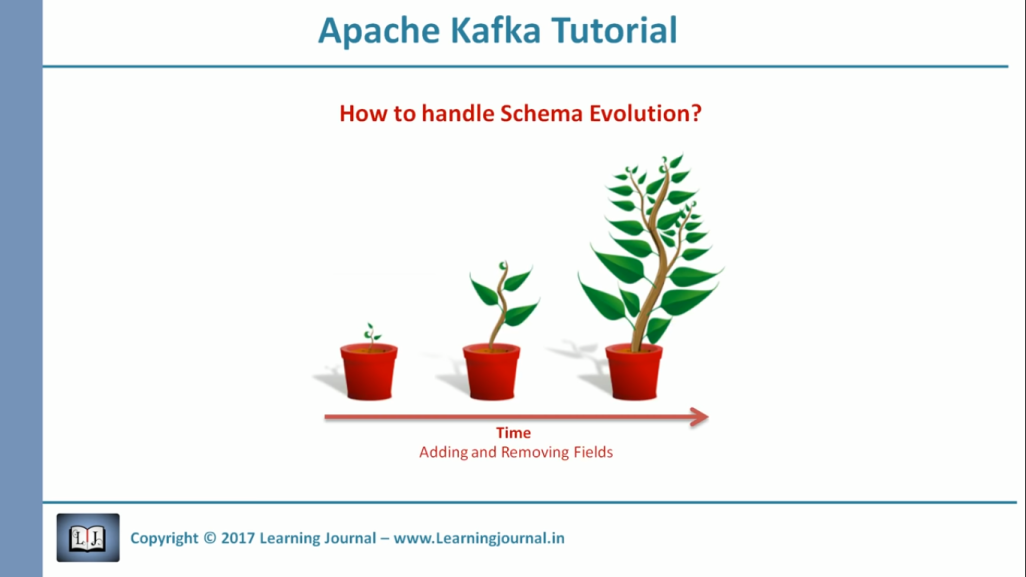 Apache Kafka Tutorial
How to handle Schema Evolution?
Time
Adding and Removing Fields
LJ
Copyright © 2017 Learning Journal – www.Learningjournal.in